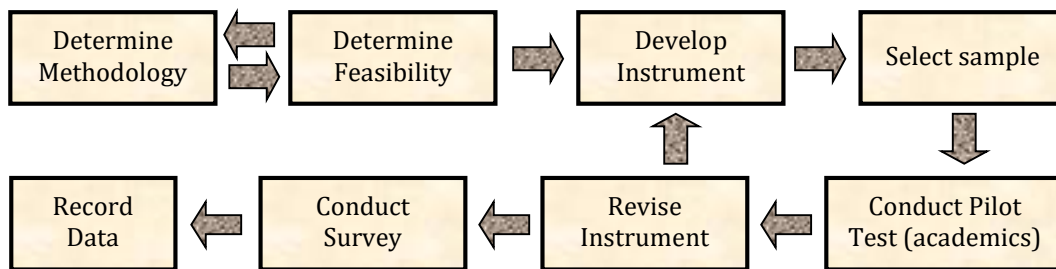 Determine
Methodology
Determine
Feasibility
Develop
Instrument
Select sample
Record
Data
Conduct
Survey
Revise
Instrument
Conduct Pilot
Test (academics)